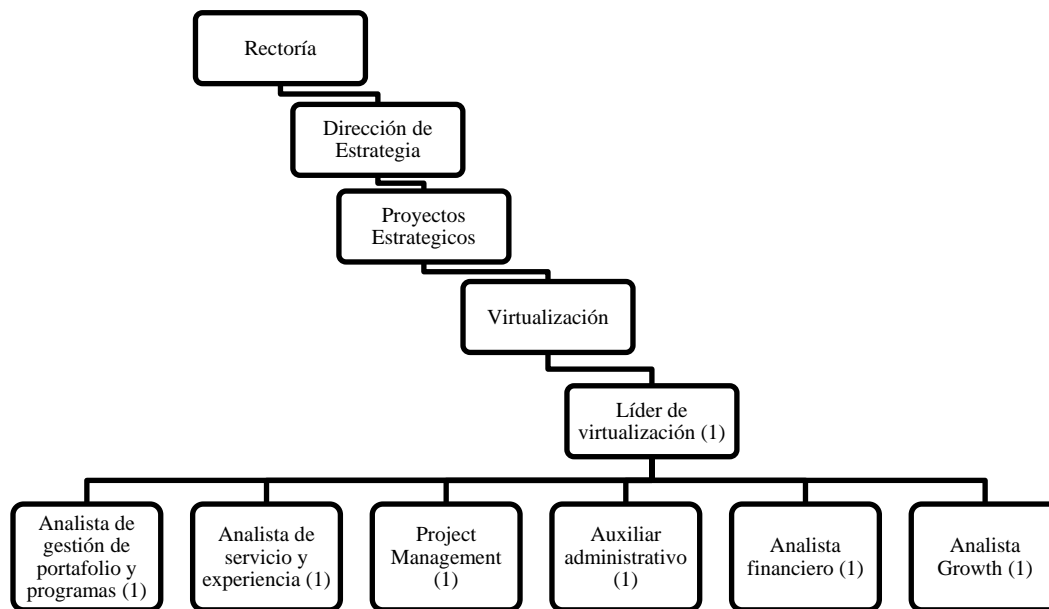 Rectoría
Dirección de
Estrategia
Proyectos
Estrategicos
Virtualización
Líder de
virtualización (1)
Analista de
gestión de
portafolio y
programas (1)
Analista de
servicio y
experiencia (1)
Project
Management
(1)
Auxiliar
administrativo
(1)
Analista
financiero (1)
Analista
Growth (1)